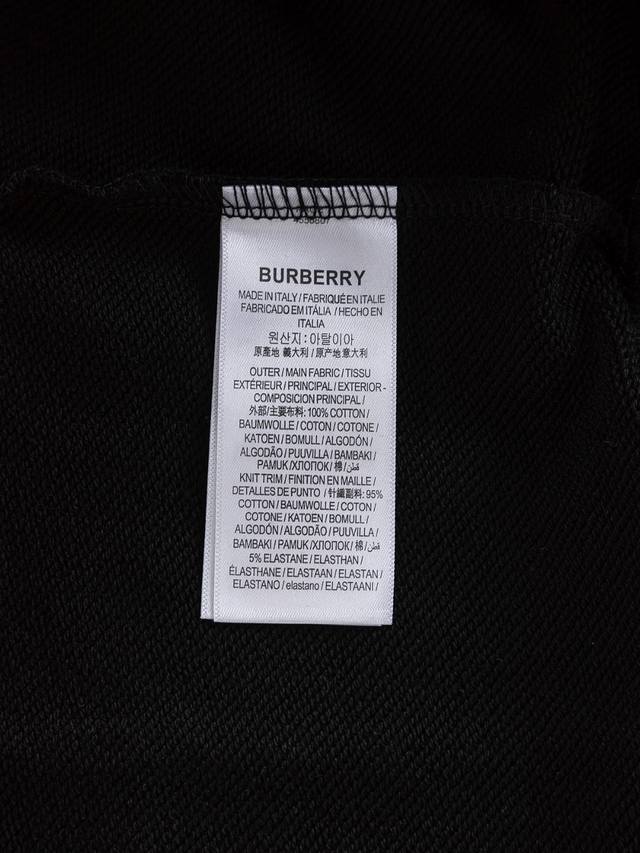 BURBERRY
MADE IN ITALY / FABRIQUÉ EN ITALIE
FABRICADO EM ITÁLIA / HECHO EN
ITALIA
원산지 : 아탈이아
原產地 義大利 / 原产地意大利
OUTER / MAIN FABRIC / TISSU
EXTÉRIEUR / PRINCIPAL / EXTERIOR -
COMPOSICION PRINCIPAL /
外部/主要布料: 100% COTTON /
BAUMWOLLE / COTON / COTONE /
KATOEN / BOMULL / ALGODÓN /
ALGODÃO / PUUVILLA / BAMBAKI /
PAMUK /ХЛОПОК/ 棉/ قطن/
KNIT TRIM / FINITION EN MAILLE /
DETALLES DE PUNTO / 針織副料: 95%
COTTON / BAUMWOLLE / COTON /
COTONE / KATOEN / BOMULL /
ALGODÓN / ALGODÃO / PUUVILLA /
BAMBAKI / PAMUK /ХЛОПОК/ 棉/ قطن/
5% ELASTANE / ELASTHAN /
ÉLASTHANE / ELASTAAN / ELASTAN /
ELASTANO / elastano / ELASTAANI /